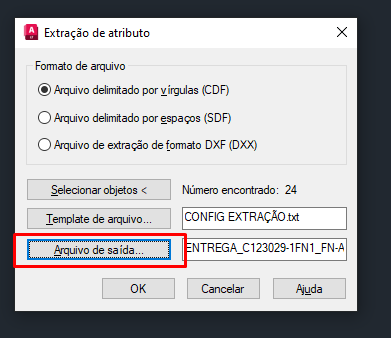 Extração de atributo
Formato de arquivo
Arquivo delimitado por vírgulas (CDF)
Arquivo delimitado por espaços (SDF)
Arquivo de extração de formato DXF (DXX)
Selecionar objetos < Número encontrado: 24
Template de arquivo... CONFIG EXTRAÇÃO.txt
Arquivo de saída... ENTREGA_C123029-1FN1_FN-A
OK Cancelar Ajuda